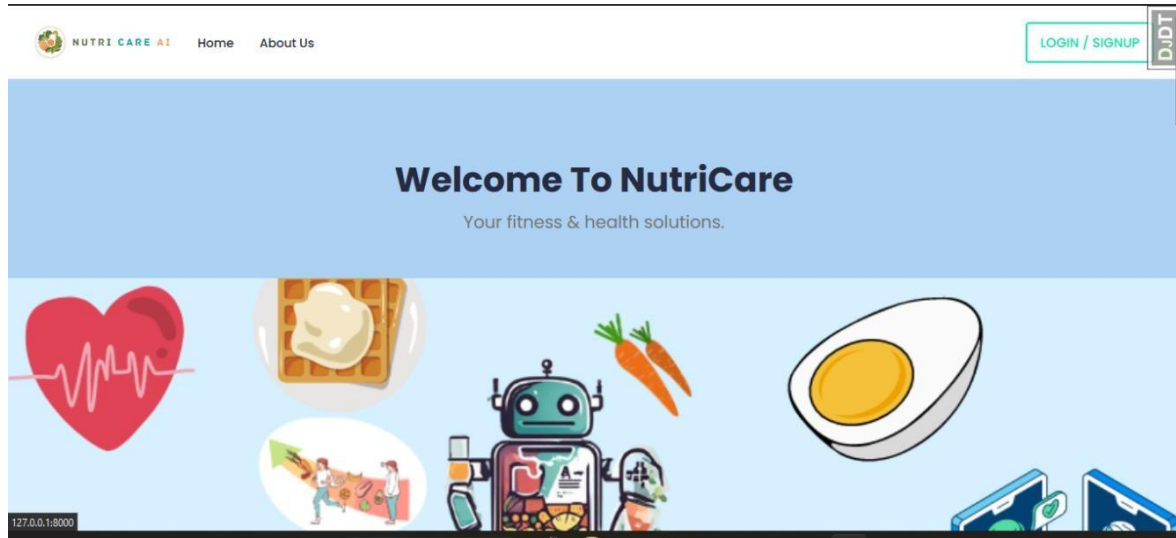 NUTRI CARE AI Home About Us LOGIN / SIGNUP
DJDT
Welcome To NutriCare
Your fitness & health solutions.
A-
127.0.0.1:8000